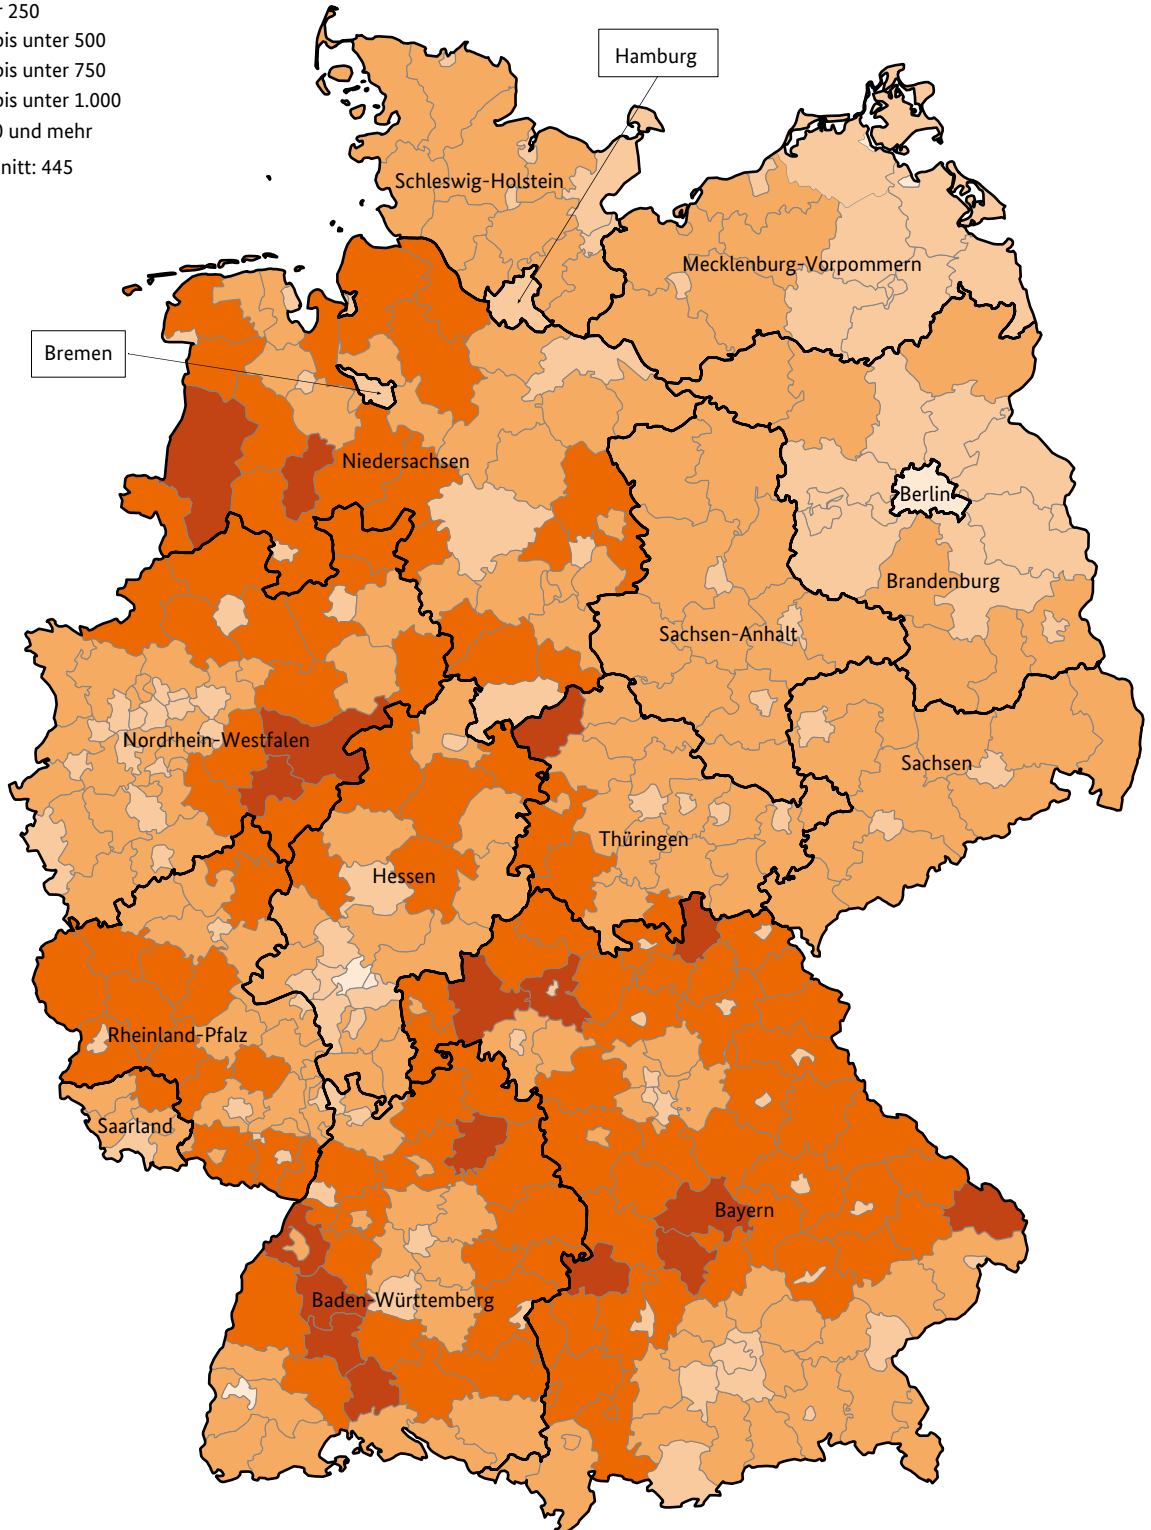 250
bis unter 500
bis unter 750
bis unter 1.000
und mehr
nitt: 445
Hamburg
Schleswig-Holstein
Mecklenburg-Vorpommern
Bremen
Niedersachsen
Berlin
Brandenburg
Sachsen-Anhalt
Nordrhein-Westfalen
Sachsen
Thüringen
Hessen
Rheinland-Pfalz
Saarland
Bayern
Baden-Württemberg